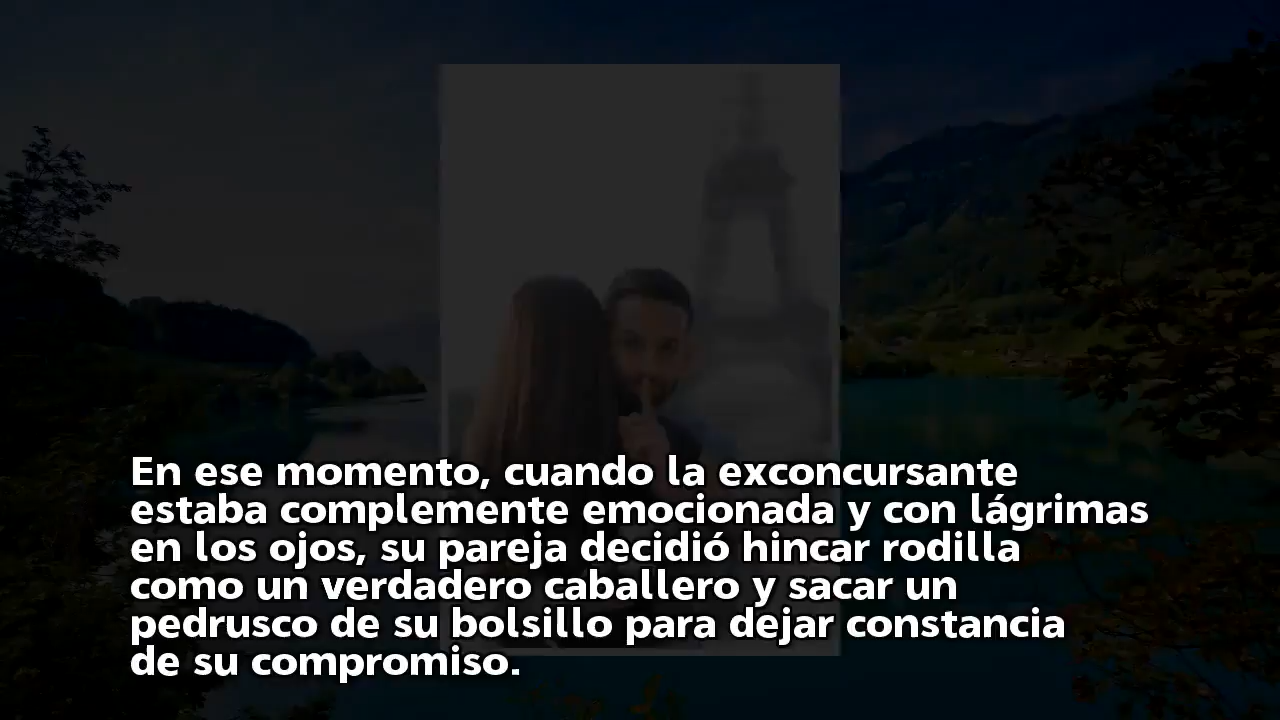 En ese momento, cuando la exconcursante
estaba complemente emocionada y con lágrimas
en los ojos, su pareja decidió hincar rodilla
como un verdadero caballero y sacar un
pedrusco de su bolsillo para dejar constancia
de su compromiso.